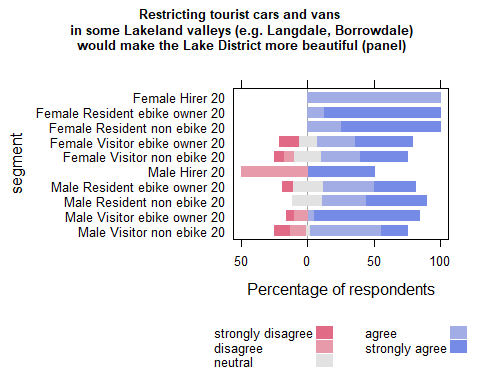 Restricting tourist cars and vans
in some Lakeland valleys (e.g. Langdale, Borrowdale)
would make the Lake District more beautiful (panel)
segment
Female Hirer 20
Female Resident ebike owner 20
Female Resident non ebike 20
Female Visitor ebike owner 20
Female Visitor non ebike 20
Male Hirer 20
Male Resident ebike owner 20
Male Resident non ebike 20
Male Visitor ebike owner 20
Male Visitor non ebike 20
50 0 50 100
Percentage of respondents
strongly disagree agree
disagree strongly agree
neutral